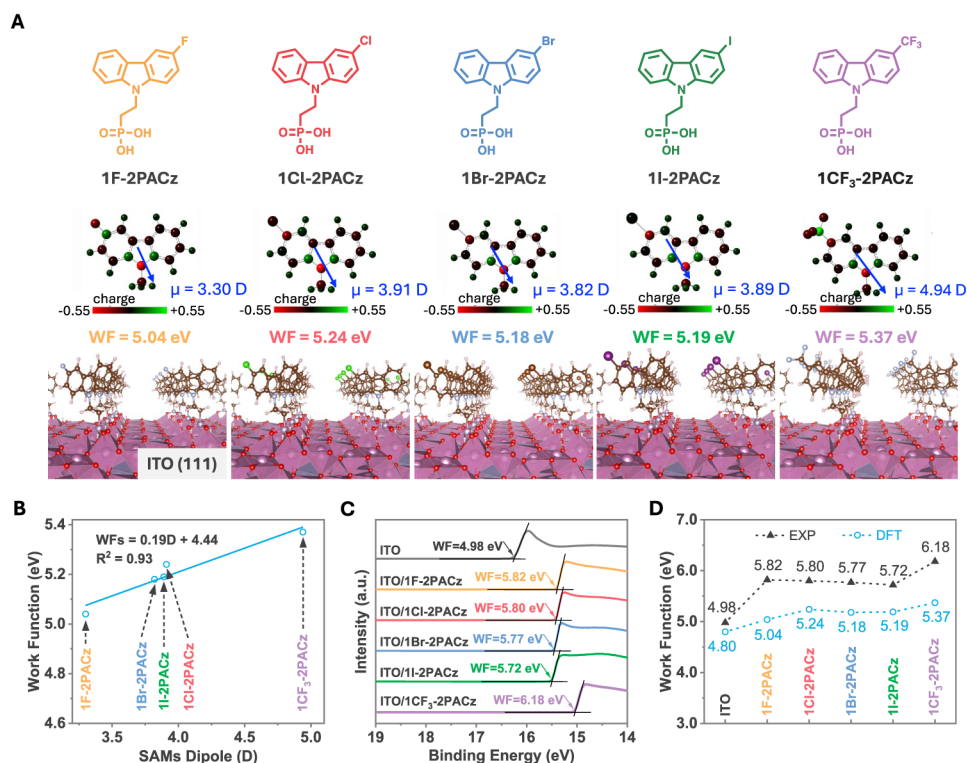 A
F
Cl
Br
I
CF₃
N
N
N
N
N
O=P-OH
OH
O=P-OH
OH
O=P-OH
OH
O=P-OH
OH
O=P-OH
OH
1F-2PACz
1Cl-2PACz
1Br-2PACz
1I-2PACz
1CF₃-2PACz
μ = 3.30 D
μ = 3.91 D
μ = 3.82 D
μ = 3.89 D
μ = 4.94 D
charge
-0.55 +0.55
charge
-0.55 +0.55
charge
-0.55 +0.55
charge
-0.55 +0.55
charge
-0.55 +0.55
WF = 5.04 eV
WF = 5.24 eV
WF = 5.18 eV
WF = 5.19 eV
WF = 5.37 eV
ITO (111)
B
Work Function (eV)
5.4
5.2
5.0
4.8
4.6
WFs = 0.19D + 4.44
R² = 0.93
1F-2PACz
1Br-2PACz
1I-2PACz
1Cl-2PACz
1CF₃-2PACz
3.5 4.0 4.5 5.0
SAMs Dipole (D)
C
Intensity (a.u.)
ITO
WF=4.98 eV
ITO/1F-2PACz
WF=5.82 eV
ITO/1Cl-2PACz
WF=5.80 eV
ITO/1Br-2PACz
WF=5.77 eV
ITO/1I-2PACz
WF=5.72 eV
ITO/1CF₃-2PACz
WF=6.18 eV
19 18 17 16 15 14
Binding Energy (eV)
D
Work Function (eV)
7.0
6.0
5.0
4.0
3.0
EXP
DFT
4.98
5.82
5.80
5.77
5.72
6.18
4.80
5.04
5.24
5.18
5.19
5.37
ITO
1F-2PACz
1Cl-2PACz
1Br-2PACz
1I-2PACz
1CF₃-2PACz